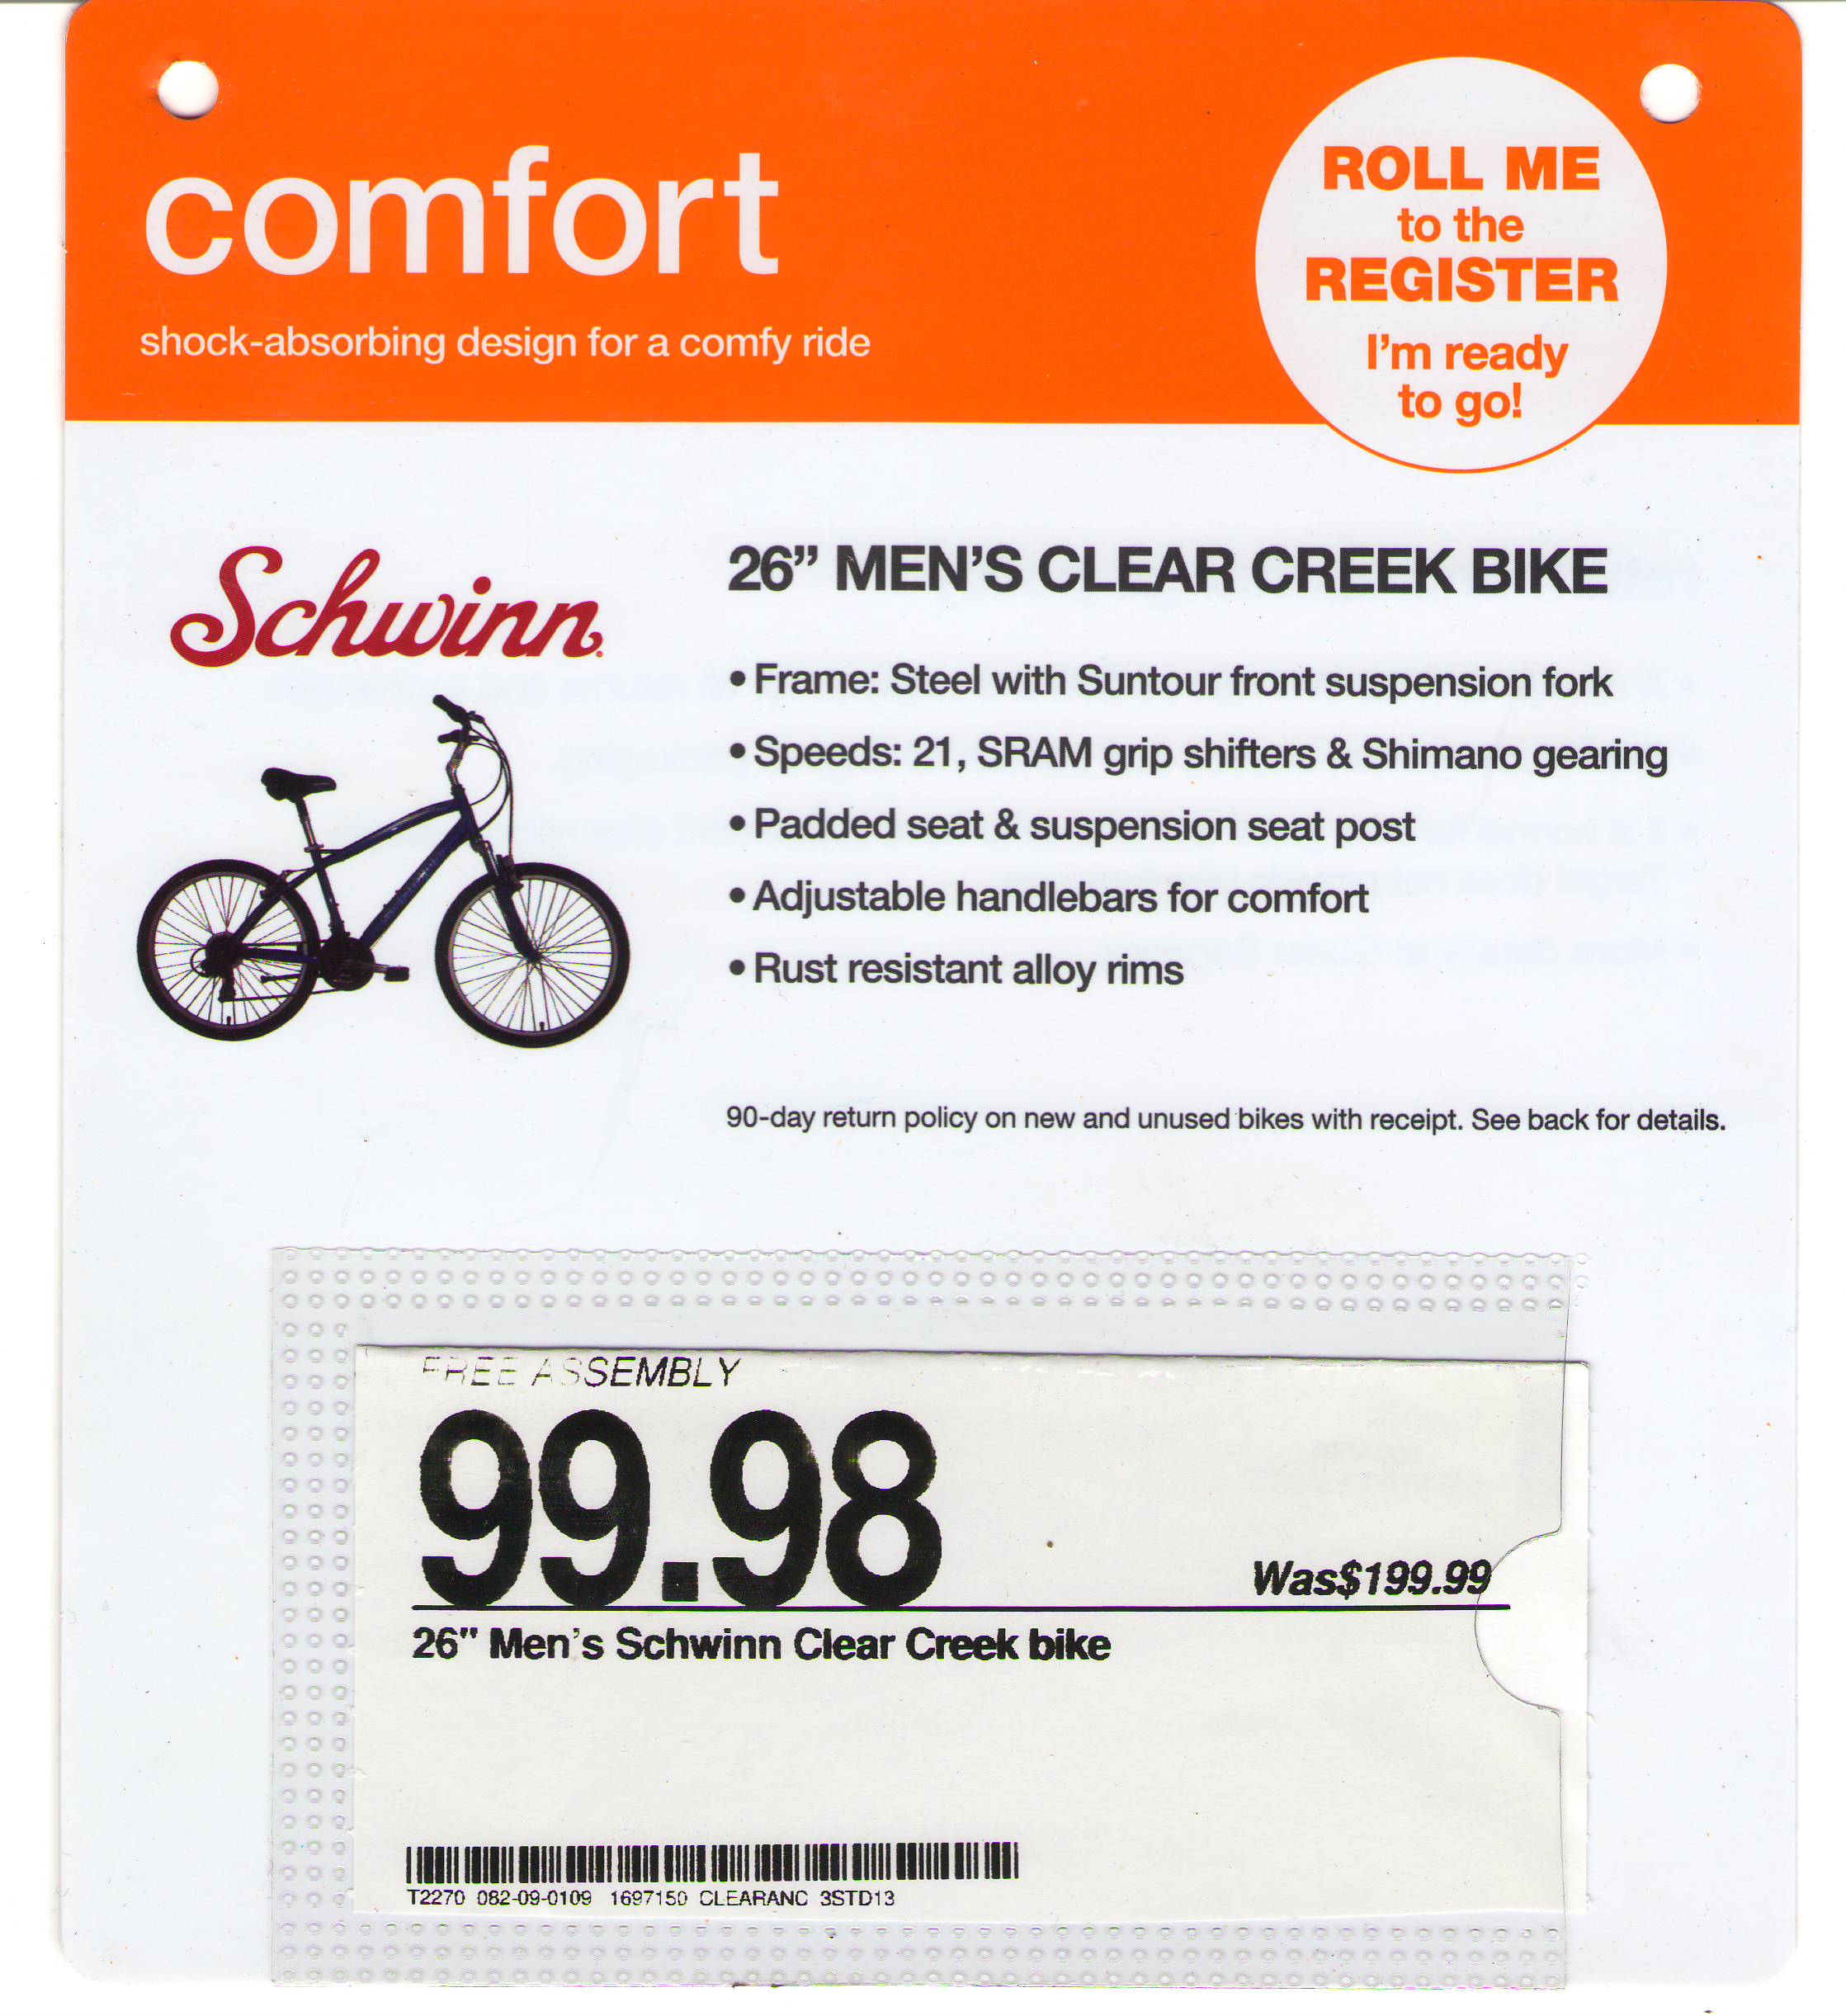 comfort
shock-absorbing design for a comfy ride
ROLL ME
to the
REGISTER
I'm ready
to go!
Schwinn
26” MEN’S CLEAR CREEK BIKE
• Frame: Steel with Suntour front suspension fork
• Speeds: 21, SRAM grip shifters & Shimano gearing
• Padded seat & suspension seat post
• Adjustable handlebars for comfort
• Rust resistant alloy rims
90-day return policy on new and unused bikes with receipt. See back for details.
FREE ASSEMBLY
99.98
Was$199.99
26" Men's Schwinn Clear Creek bike
T2270 082-09-0109 1697150 CLEARANC 3STD13